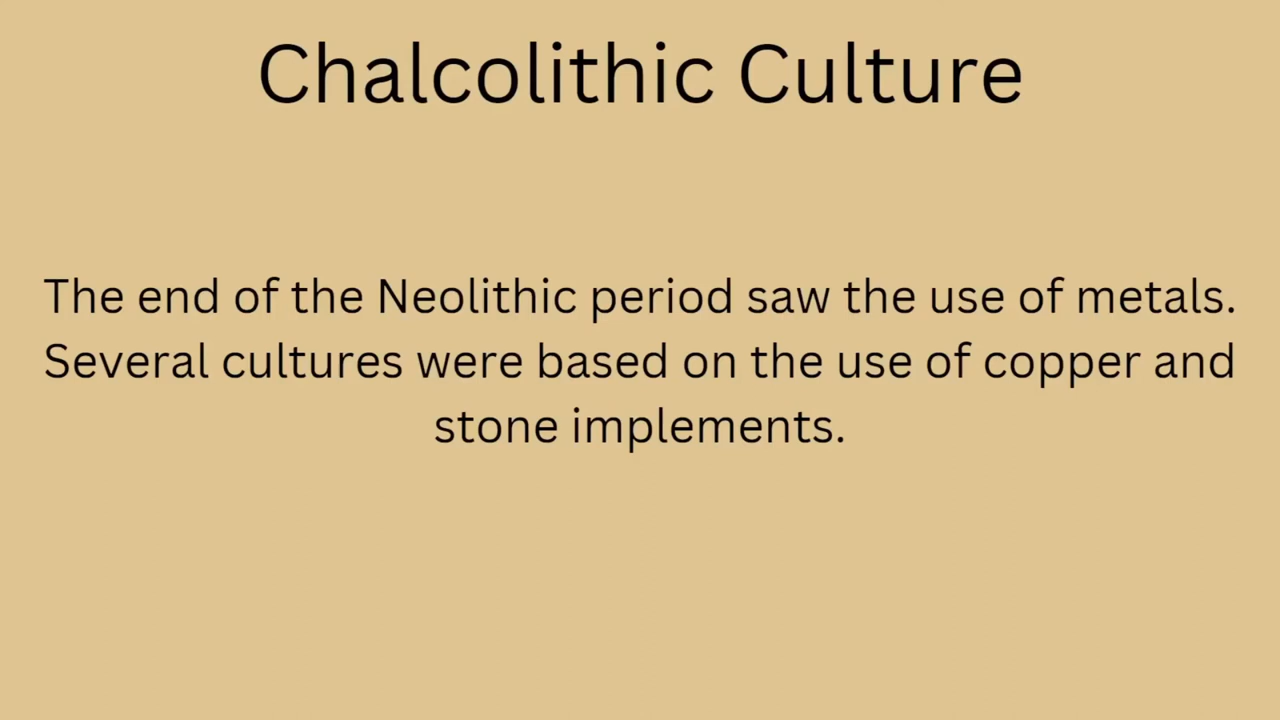 Chalcolithic Culture
The end of the Neolithic period saw the use of metals.
Several cultures were based on the use of copper and
stone implements.